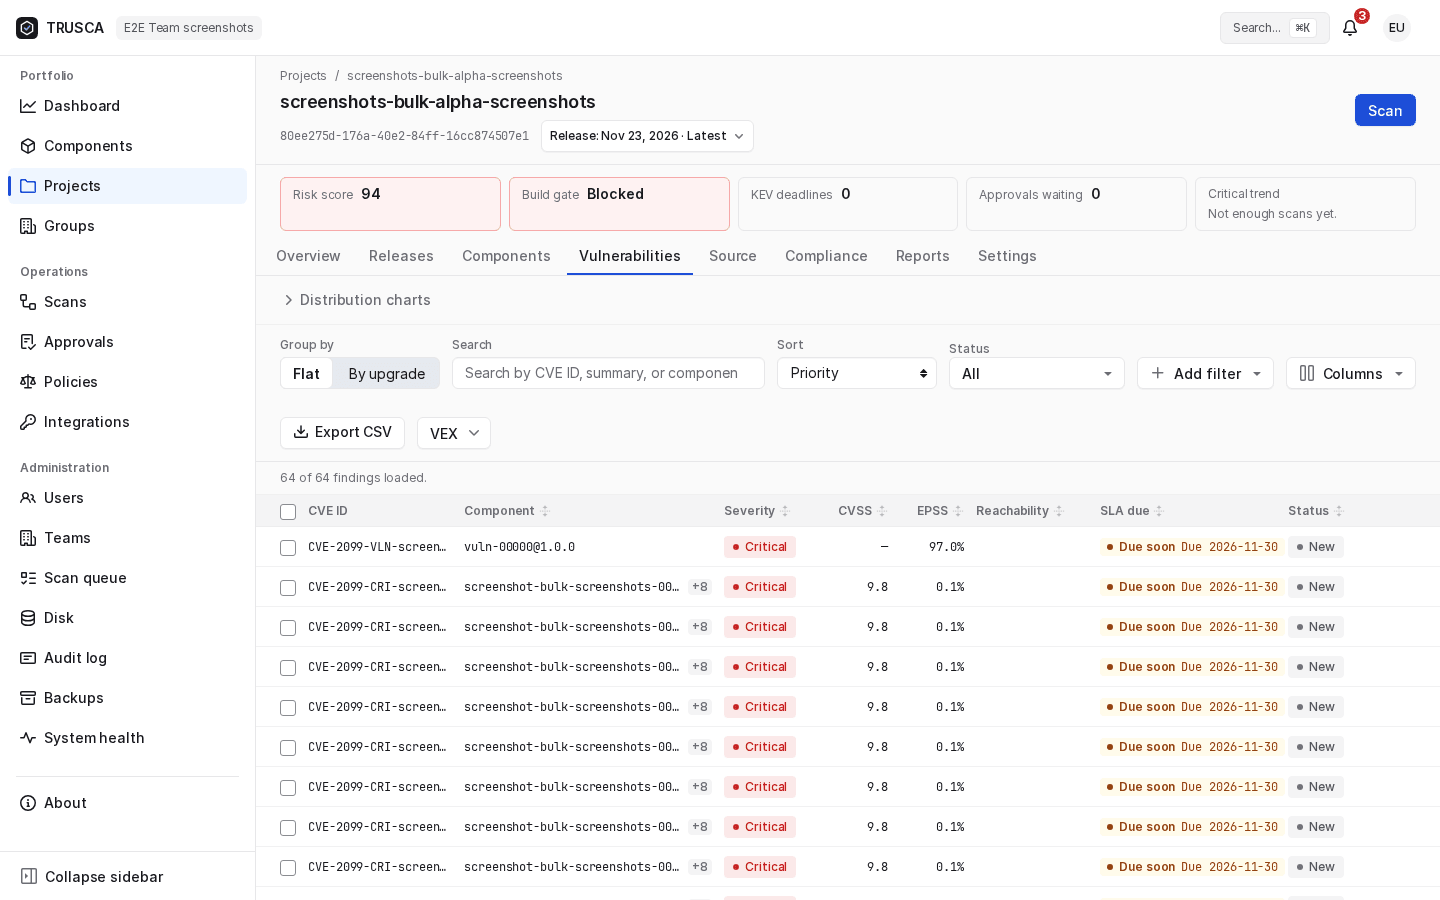 TRUSCA E2E Team screenshots Search... ⌘K 3 EU
Portfolio
Dashboard
Components
Projects
Groups
Operations
Scans
Approvals
Policies
Integrations
Administration
Users
Teams
Scan queue
Disk
Audit log
Backups
System health
About
Collapse sidebar
Projects / screenshots-bulk-alpha-screenshots
screenshots-bulk-alpha-screenshots
80ee275d-176a-40e2-84ff-16cc874507e1 Release: Nov 23, 2026 · Latest
Scan
Risk score 94
Build gate Blocked
KEV deadlines 0
Approvals waiting 0
Critical trend
Not enough scans yet.
Overview Releases Components Vulnerabilities Source Compliance Reports Settings
Distribution charts
Group by
Flat By upgrade
Search
Search by CVE ID, summary, or componen
Sort
Priority
Status
All
Add filter
Columns
Export CSV VEX
64 of 64 findings loaded.
CVE ID Component Severity CVSS EPSS Reachability SLA due Status
CVE-2099-VLN-screen… vuln-00000@1.0.0 Critical — 97.0% Due soon Due 2026-11-30 New
CVE-2099-CRI-screen… screenshot-bulk-screenshots-00… +8 Critical 9.8 0.1% Due soon Due 2026-11-30 New
CVE-2099-CRI-screen… screenshot-bulk-screenshots-00… +8 Critical 9.8 0.1% Due soon Due 2026-11-30 New
CVE-2099-CRI-screen… screenshot-bulk-screenshots-00… +8 Critical 9.8 0.1% Due soon Due 2026-11-30 New
CVE-2099-CRI-screen… screenshot-bulk-screenshots-00… +8 Critical 9.8 0.1% Due soon Due 2026-11-30 New
CVE-2099-CRI-screen… screenshot-bulk-screenshots-00… +8 Critical 9.8 0.1% Due soon Due 2026-11-30 New
CVE-2099-CRI-screen… screenshot-bulk-screenshots-00… +8 Critical 9.8 0.1% Due soon Due 2026-11-30 New
CVE-2099-CRI-screen… screenshot-bulk-screenshots-00… +8 Critical 9.8 0.1% Due soon Due 2026-11-30 New
CVE-2099-CRI-screen… screenshot-bulk-screenshots-00… +8 Critical 9.8 0.1% Due soon Due 2026-11-30 New